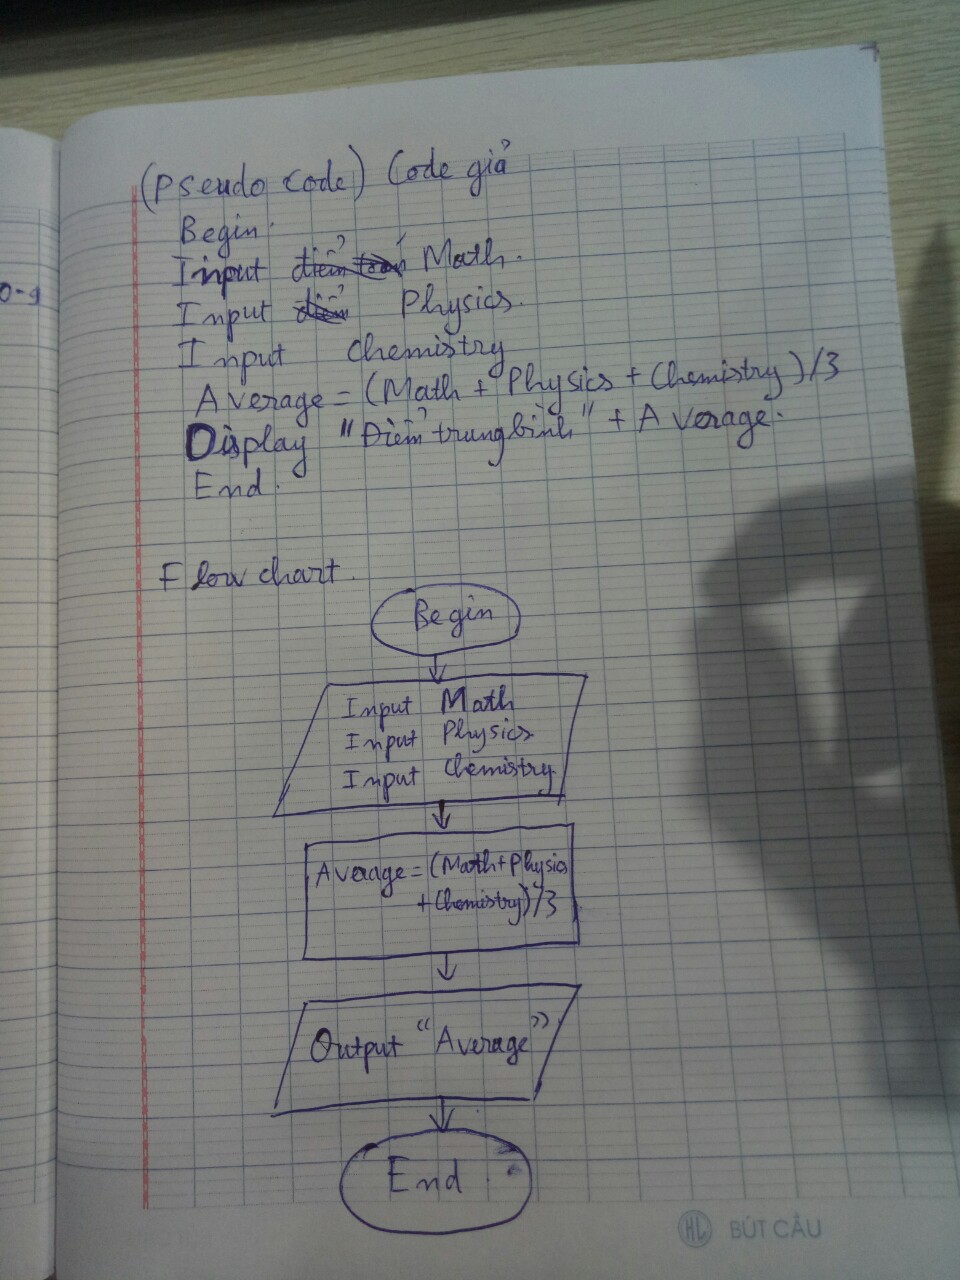 (Pseudo Code) Code giả
Begin.
Input điểm toán Math.
Input điểm Physics.
Input Chemistry
Average = (Math + Physics + Chemistry)/3
Display "Điểm trung bình" + Average.
End.
Flow chart.
Begin
Input Math
Input Physics
Input Chemistry
Average = (Math+Physics
+Chemistry)/3
Output "Average"
End
0-9
HL BÚT CÂU